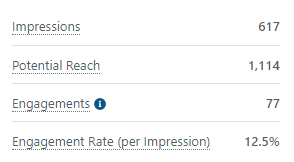 Impressions 617
Potential Reach 1,114
Engagements 77
Engagement Rate (per Impression) 12.5%